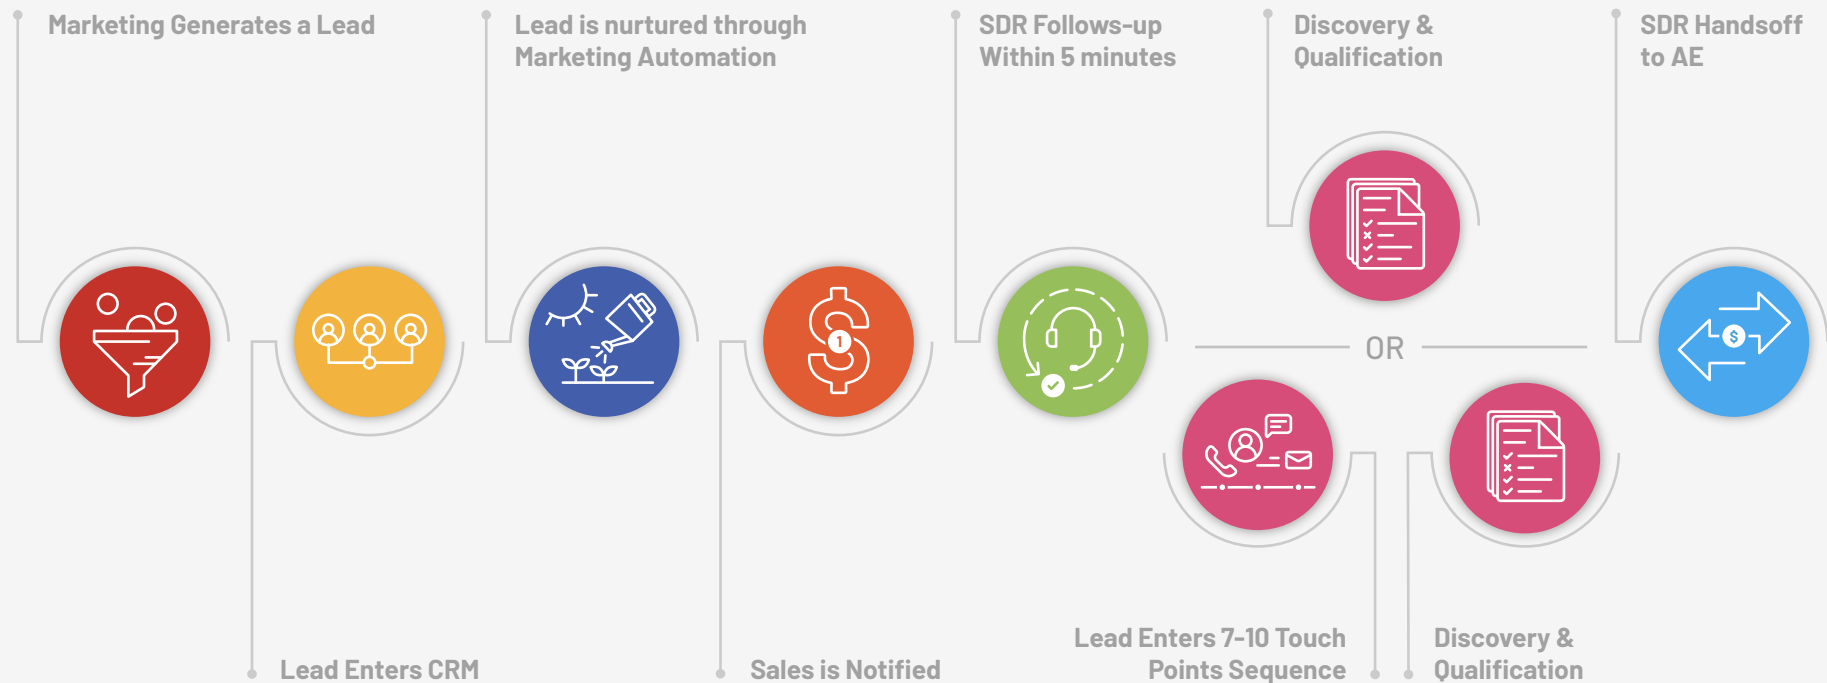 Marketing Generates a Lead
Lead is nurtured through
Marketing Automation
SDR Follows-up
Within 5 minutes
Discovery &
Qualification
SDR Handsoff
to AE
1
$
OR
Lead Enters CRM
Sales is Notified
Lead Enters 7-10 Touch
Points Sequence
Discovery &
Qualification